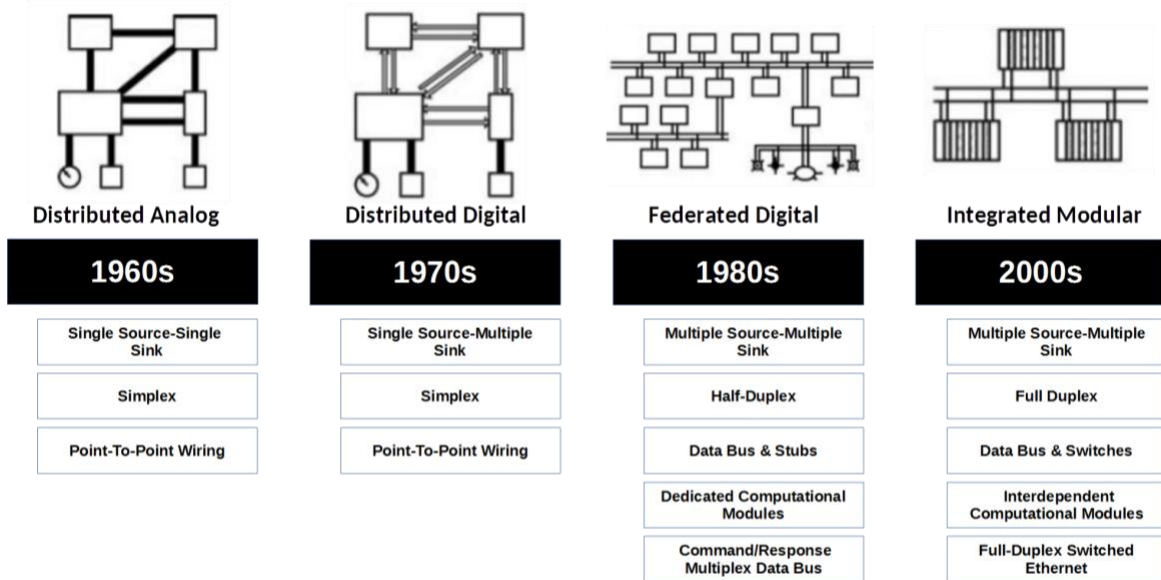 Distributed Analog
Distributed Digital
Federated Digital
Integrated Modular
1960s
1970s
1980s
2000s
Single Source-Single
Sink
Simplex
Point-To-Point Wiring
Single Source-Multiple
Sink
Simplex
Point-To-Point Wiring
Multiple Source-Multiple
Sink
Half-Duplex
Data Bus & Stubs
Dedicated Computational
Modules
Command/Response
Multiplex Data Bus
Multiple Source-Multiple
Sink
Full Duplex
Data Bus & Switches
Interdependent
Computational Modules
Full-Duplex Switched
Ethernet